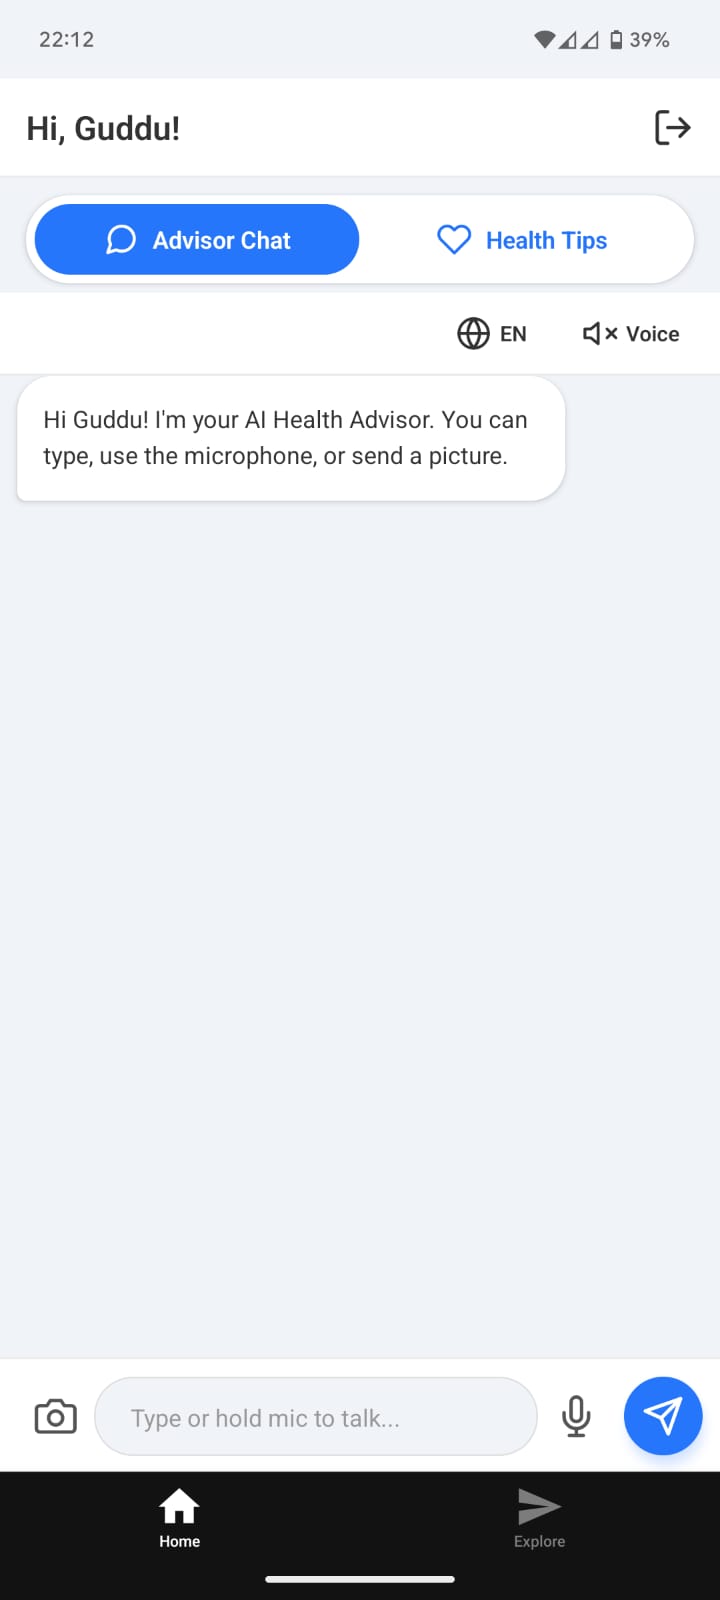 22:12
39%
Hi, Guddu!
Advisor Chat
Health Tips
EN
Voice
Hi Guddu! I'm your AI Health Advisor. You can
type, use the microphone, or send a picture.
Type or hold mic to talk...
Home
Explore